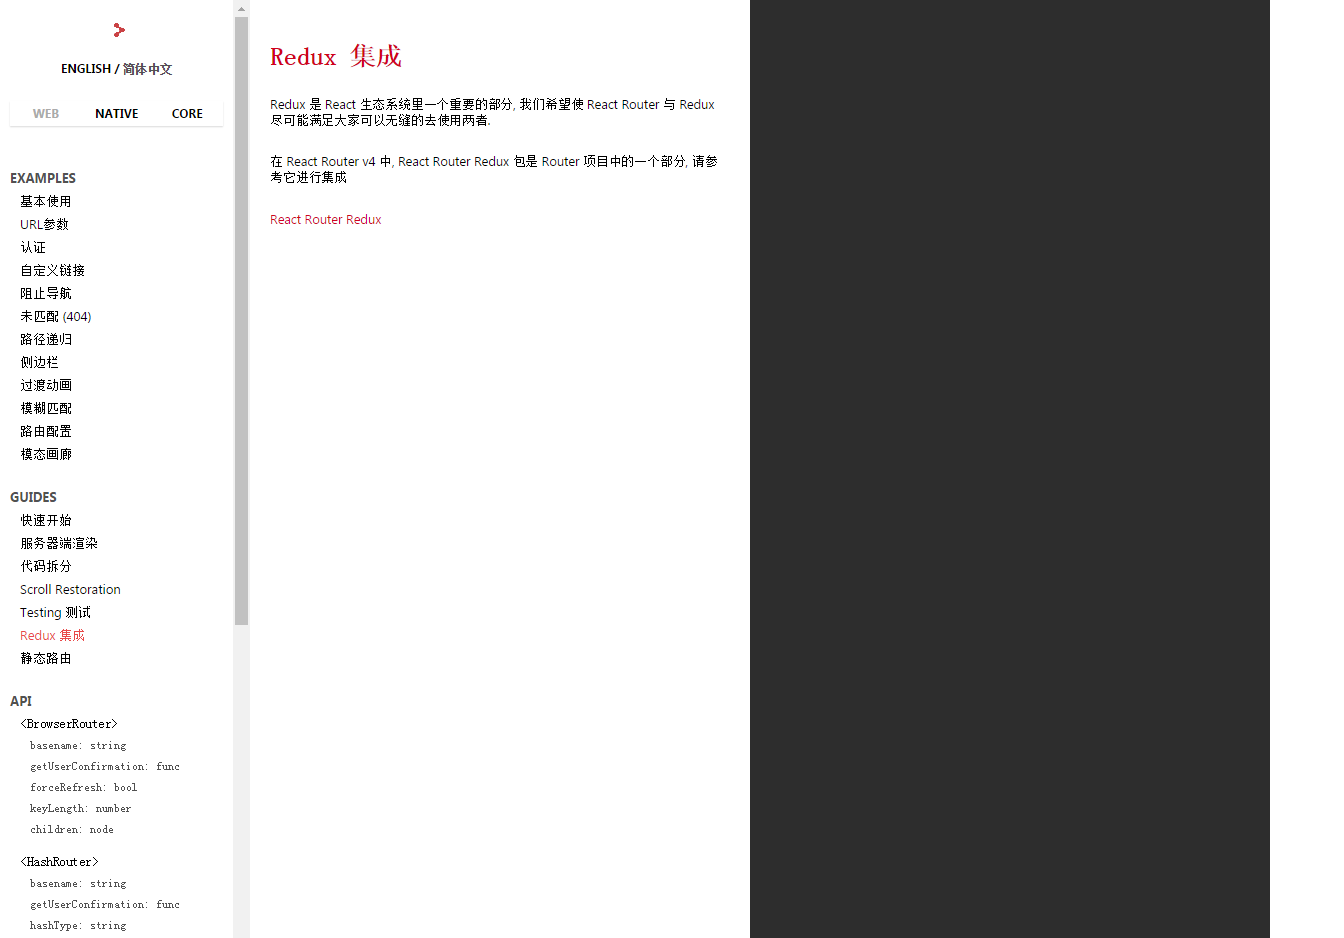 ENGLISH / 简体中文
WEB NATIVE CORE
EXAMPLES
基本使用
URL参数
认证
自定义链接
阻止导航
未匹配 (404)
路径递归
侧边栏
过渡动画
模糊匹配
路由配置
模态画廊
GUIDES
快速开始
服务器端渲染
代码拆分
Scroll Restoration
Testing 测试
Redux 集成
静态路由
API
<BrowserRouter>
basename: string
getUserConfirmation: func
forceRefresh: bool
keyLength: number
children: node
<HashRouter>
basename: string
getUserConfirmation: func
hashType: string
Redux 集成
Redux 是 React 生态系统里一个重要的部分, 我们希望使 React Router 与 Redux
尽可能满足大家可以无缝的去使用两者.
在 React Router v4 中, React Router Redux 包是 Router 项目中的一个部分, 请参
考它进行集成
React Router Redux